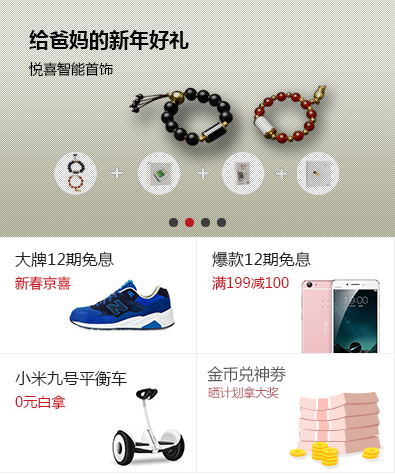 给爸妈的新年好礼
悦喜智能首饰
大牌12期免息
新春京喜
爆款12期免息
满199减100
小米九号平衡车
0元白拿
金币兑神券
晒计划拿大奖